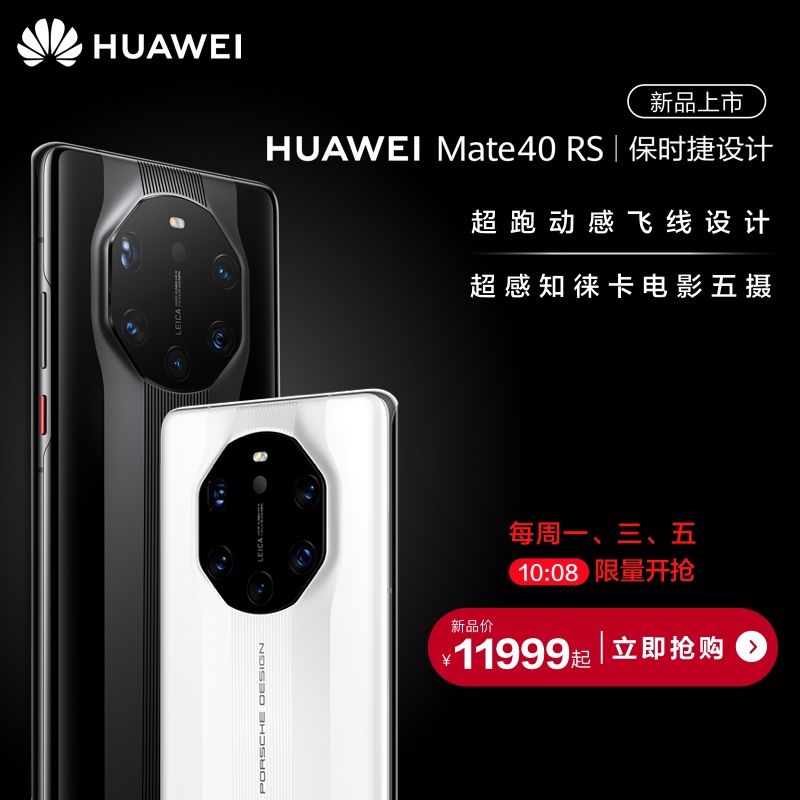 HUAWEI
新品上市
HUAWEI Mate40 RS | 保时捷设计
超跑动感飞线设计
超感知徕卡电影五摄
LEICA
LEICA
PORSCHE DESIGN
每周一、三、五
10:08 限量开抢
新品价
¥11999起 | 立即抢购